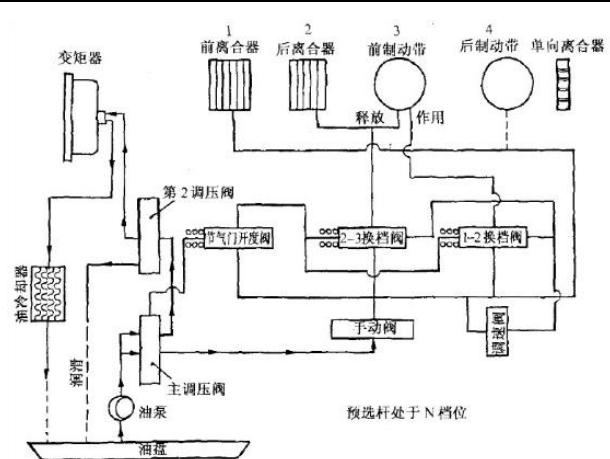 1 2 3 4
前离合器 后离合器 前制动带 后制动带 单向离合器
变矩器
释放 作用
第2调压阀
节气门开度阀 2-3换档阀 1-2换档阀
油冷却器
润滑
手动阀
调速阀
主调压阀
油泵
预选杆处于N档位
油盘